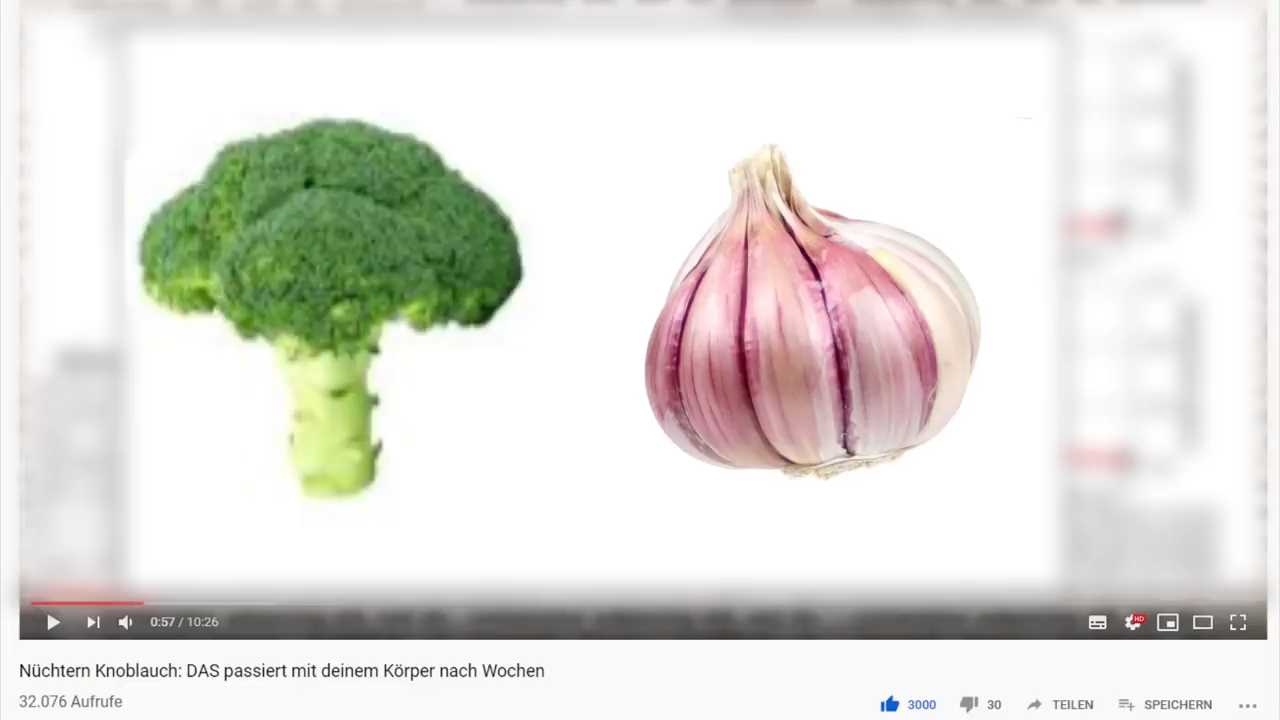 HD
0:57 / 10:26
Nüchtern Knoblauch: DAS passiert mit deinem Körper nach Wochen
32.076 Aufrufe
3000
30
TEILEN
SPEICHERN